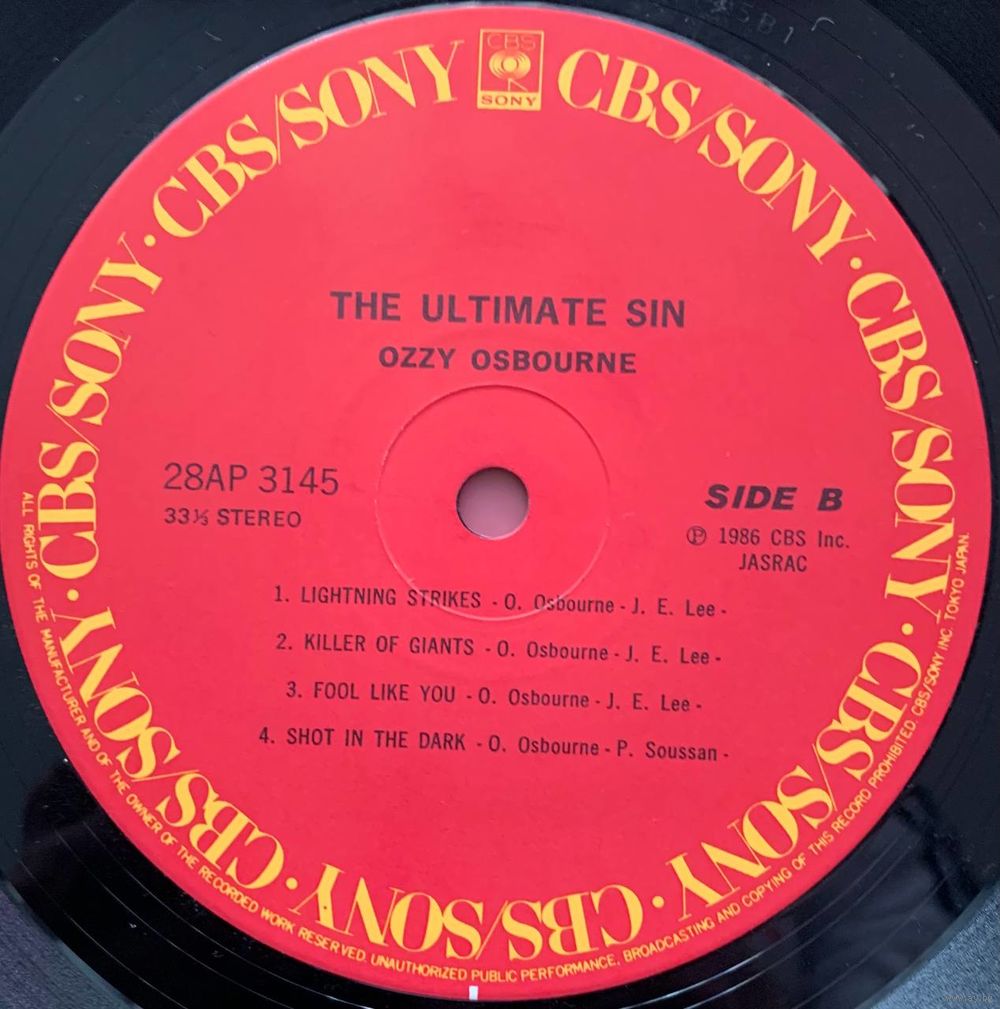 CBS
SONY
CBS/SONY · CBS/SONY · CBS/SONY · CBS/SONY · CBS/SONY · CBS/SONY · CBS/SONY · CBS/SONY
THE ULTIMATE SIN
OZZY OSBOURNE
28AP 3145
33⅓ STEREO
SIDE B
Ⓟ 1986 CBS Inc.
JASRAC
1. LIGHTNING STRIKES - O. Osbourne - J. E. Lee -
2. KILLER OF GIANTS - O. Osbourne - J. E. Lee -
3. FOOL LIKE YOU - O. Osbourne - J. E. Lee -
4. SHOT IN THE DARK - O. Osbourne - P. Soussan -
ALL RIGHTS OF THE MANUFACTURER AND OF THE OWNER OF THE RECORDED WORK RESERVED. UNAUTHORIZED PUBLIC PERFORMANCE, BROADCASTING AND COPYING OF THIS RECORD PROHIBITED. CBS/SONY INC. TOKYO JAPAN.